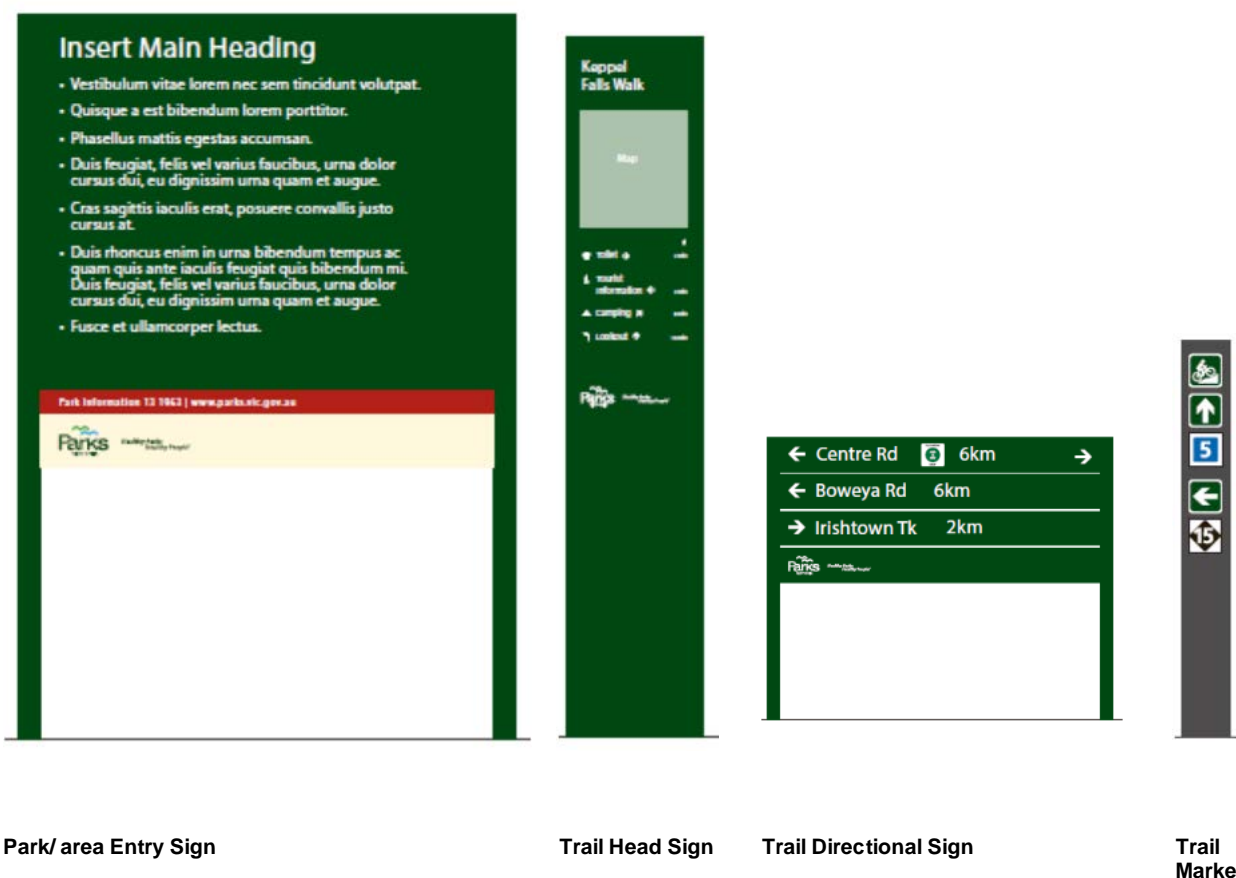 Insert Main Heading
• Vestibulum vitae lorem nec sem tincidunt volutpat.
• Quisque a est bibendum lorem porttitor.
• Phasellus mattis egestas accumsan.
• Duis feugiat, felis vel varius faucibus, urna dolor
cursus dui, eu dignissim urna quam et augue.
• Cras sagittis iaculis erat, posuere convallis justo
cursus at.
• Duis rhoncus enim in urna bibendum tempus ac
quam quis ante iaculis feugiat quis bibendum mi.
Duis feugiat, felis vel varius faucibus, urna dolor
cursus dui, eu dignissim urna quam et augue.
• Fusce et ullamcorper lectus.
Park Information 13 1963 | www.parks.vic.gov.au
Parks
Healthy Parks
Healthy People
Keppel
Falls Walk
Map
toilet
tourist
information
camping
Lookout
Parks
← Centre Rd 6km →
← Boweya Rd 6km
→ Irishtown Tk 2km
Parks
5
15
Park/ area Entry Sign
Trail Head Sign
Trail Directional Sign
Trail
Marke